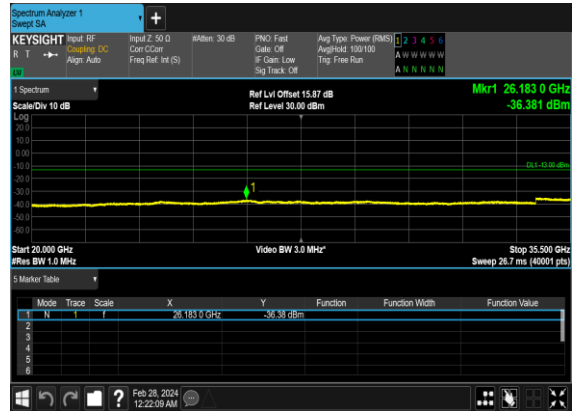 Spectrum Analyzer 1
Swept SA
+
KEYSIGHT Input: RF Input Z: 50 Ω #Atten: 30 dB PNO: Fast Avg Type: Power (RMS) 1 2 3 4 5 6
R T Coupling: DC Corr CCorr Gate: Off Avg|Hold: 100/100 A W W W W W
Align: Auto Freq Ref: Int (S) IF Gain: Low Trig: Free Run
Sig Track: Off A N N N N N
1 Spectrum Ref Lvl Offset 15.87 dB Mkr1 26.183 0 GHz
Scale/Div 10 dB Ref Level 30.00 dBm -36.381 dBm
Log
20.0
10.0
0.00
-10.0
DL1 -13.00 dBm
-20.0
-30.0
1
-40.0
-50.0
-60.0
Start 20.000 GHz Video BW 3.0 MHz* Stop 35.500 GHz
#Res BW 1.0 MHz Sweep 26.7 ms (40001 pts)
5 Marker Table
Mode Trace Scale X Y Function Function Width Function Value
1 N 1 f 26.183 0 GHz -36.38 dBm
2
3
4
5
6
? Feb 28, 2024
12:22:09 AM